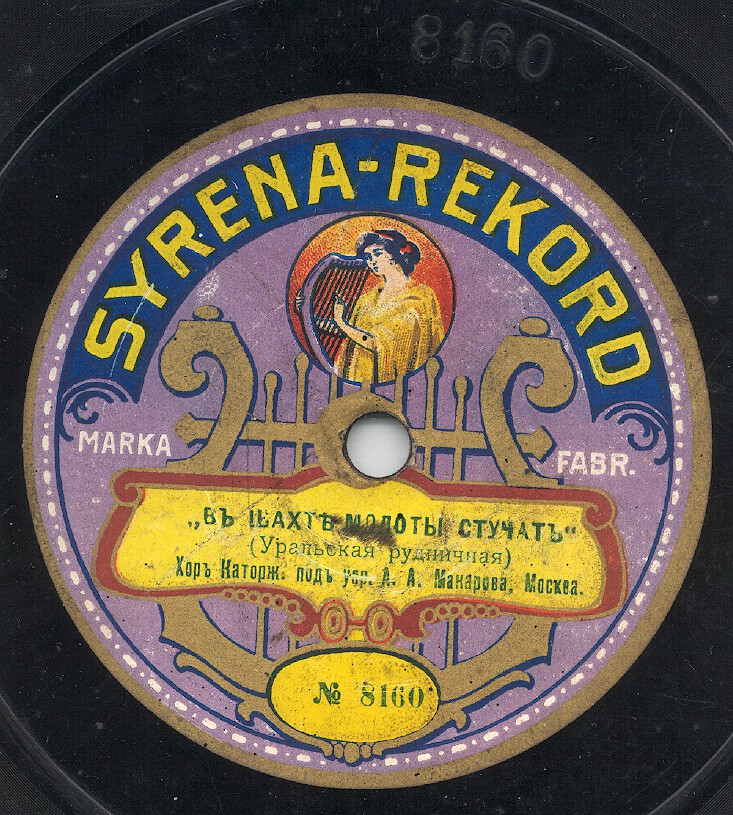 8160
SYRENA-REKORD
MARKA FABR.
„ВЪ ШАХТѢ МОЛОТЫ СТУЧАТЪ“
(Уральская рудничная)
Хоръ Каторж. подъ упр. А. А. Макарова, Москва.
№ 8160